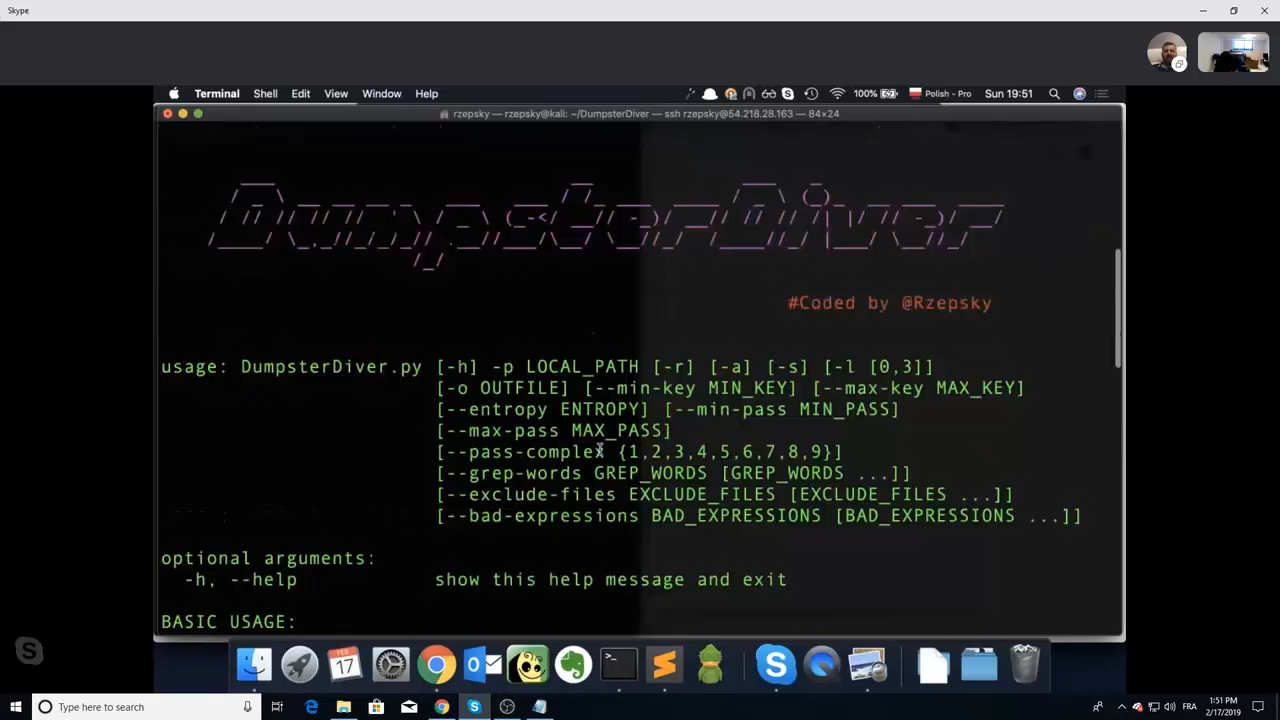 Skype
Terminal Shell Edit View Window Help 100% Polish - Pro Sun 19:51
rzepsky — rzepsky@kali: ~/DumpsterDiver — ssh rzepsky@54.218.28.163 — 84×24
DumpsterDiver
#Coded by @Rzepsky
usage: DumpsterDiver.py [-h] -p LOCAL_PATH [-r] [-a] [-s] [-l [0,3]]
[-o OUTFILE] [--min-key MIN_KEY] [--max-key MAX_KEY]
[--entropy ENTROPY] [--min-pass MIN_PASS]
[--max-pass MAX_PASS]
[--pass-complex {1,2,3,4,5,6,7,8,9}]
[--grep-words GREP_WORDS [GREP_WORDS ...]]
[--exclude-files EXCLUDE_FILES [EXCLUDE_FILES ...]]
[--bad-expressions BAD_EXPRESSIONS [BAD_EXPRESSIONS ...]]
optional arguments:
-h, --help show this help message and exit
BASIC USAGE:
FEB
17
Type here to search
FRA
1:51 PM
2/17/2019